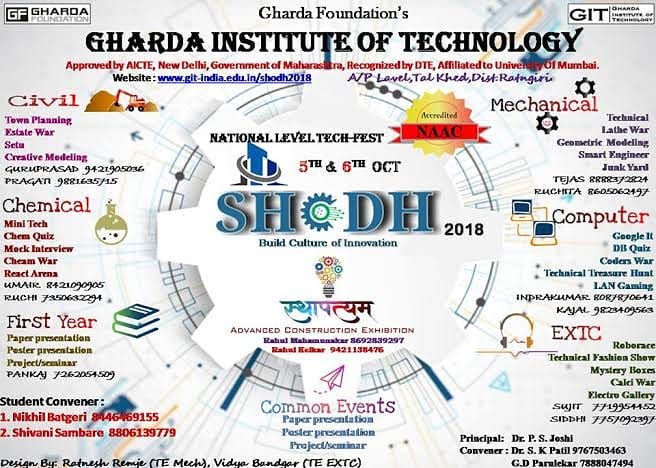 GF GHARDA
FOUNDATION
Gharda Foundation's
GIT GHARDA
INSTITUTE OF
TECHNOLOGY
GHARDA INSTITUTE OF TECHNOLOGY
Approved by AICTE, New Delhi, Government of Maharashtra, Recognized by DTE, Affiliated to University Of Mumbai.
Website : www.git-india.edu.in/shodh2018
A/P Lavel,Tal Khed,Dist:Ratngiri
Civil
Town Planning
Estate War
Setu
Creative Modeling
GURUPRASAD 9421905036
PRAGATI 9881635715
Chemical
Mini Tech
Chem Quiz
Mock Interview
Cheam War
React Arena
UMAIR 8421090905
RUCHI 7350632294
First Year
Paper presentation
Poster presentation
Project/seminar
PANKAJ 7262054509
Student Convener :
1. Nikhil Batgeri 8446469155
2. Shivani Sambare 8806139779
NATIONAL LEVEL TECH-FEST
Accredited
NAAC
5TH & 6TH OCT
SHODH 2018
Build Culture of Innovation
स्थापत्यम
ADVANCED CONSTRUCTION EXHIBITION
Rahul Mahamunakar 8692839297
Rahul Kelkar 9421138476
Common Events
Paper presentation
Poster presentation
Project/seminar
Mechanical
Technical
Lathe War
Geometric Modeling
Smart Engineer
Junk Yard
TEJAS 8888372824
RUCHITA 8605062497
Computer
Google It
DB Quiz
Coders War
Technical Treasure Hunt
LAN Gaming
INDRAKUMAR 8087870641
KAJAL 9823409563
EXTC
Roborace
Technical Fashion Show
Mystery Boxes
Calci War
Electro Gallery
SUJIT 7719954452
SIDDHI 7757092397
Principal: Dr. P. S. Joshi
Convener : Dr. S. K Patil 9767503463
G.D Parulekar 7888047494
Design By: Ratnesh Remje (TE Mech), Vidya Bandgar (TE EXTC)